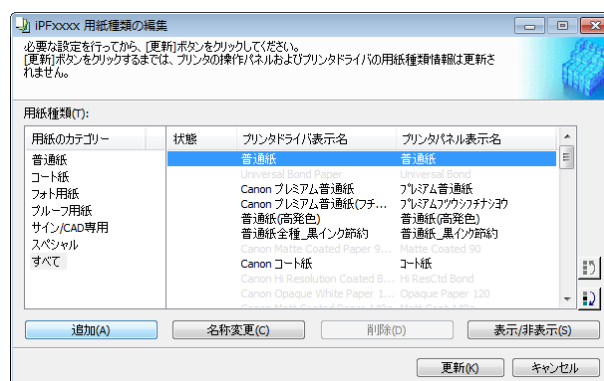 iPFxxxx 用紙種類の編集
必要な設定を行ってから、[更新]ボタンをクリックしてください。
[更新]ボタンをクリックするまでは、プリンタの操作パネルおよびプリンタドライバの用紙種類情報は更新さ
れません。
用紙種類(T):
用紙のカテゴリー 状態 プリンタドライバ表示名 プリンタパネル表示名
普通紙 普通紙 普通紙
コート紙 Universal Bond Paper Universal Bond
フォト用紙 Canon プレミアム普通紙 プレミアム普通紙
プルーフ用紙 Canon プレミアム普通紙(フチ... プレミアムフツウシフチナシヨウ
サイン/CAD専用 普通紙(高発色) 普通紙(高発色)
スペシャル 普通紙全種_黒インク節約 普通紙_黒インク節約
すべて Canon Matte Coated Paper 9... Matte Coated 90
Canon コート紙 コート紙
Canon Hi Resolution Coated B... Hi ResCtd Bond
Canon Opaque White Paper 1... Opaque Paper 120
追加(A) 名称変更(C) 削除(D) 表示/非表示(S)
更新(K) キャンセル